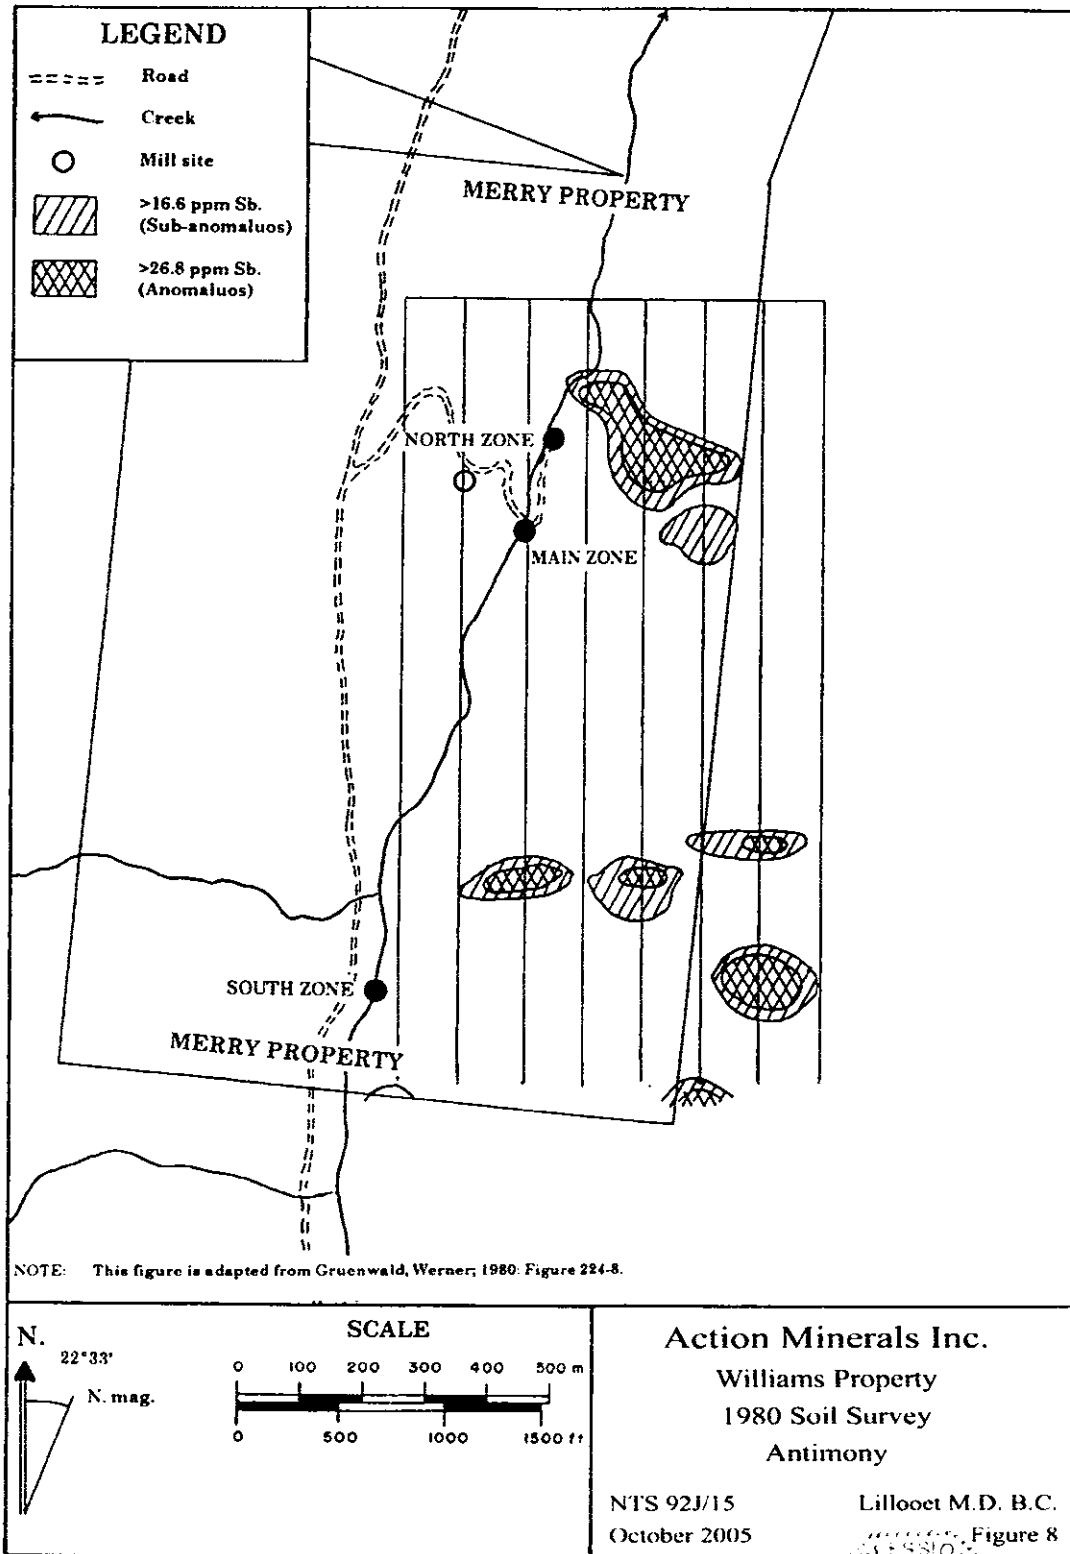 LEGEND
Road
Creek
Mill site
>16.6 ppm Sb.
(Sub-anomaluos)
>26.8 ppm Sb.
(Anomaluos)
MERRY PROPERTY
NORTH ZONE
MAIN ZONE
SOUTH ZONE
MERRY PROPERTY
NOTE: This figure is adapted from Gruenwald, Werner; 1980: Figure 224-8.
N.
22°33'
N. mag.
SCALE
0 100 200 300 400 500 m
0 500 1000 1500 ft
Action Minerals Inc.
Williams Property
1980 Soil Survey
Antimony
NTS 92J/15 Lillooet M.D. B.C.
October 2005 Figure 8